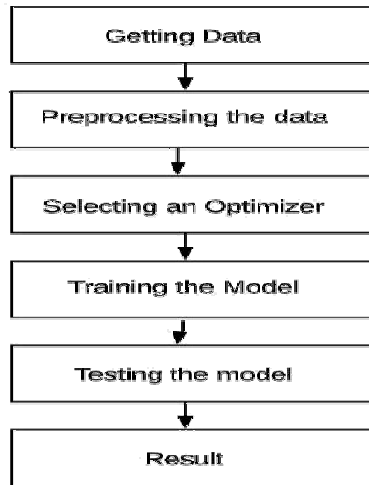 Getting Data
Preprocessing the data
Selecting an Optimizer
Training the Model
Testing the model
Result